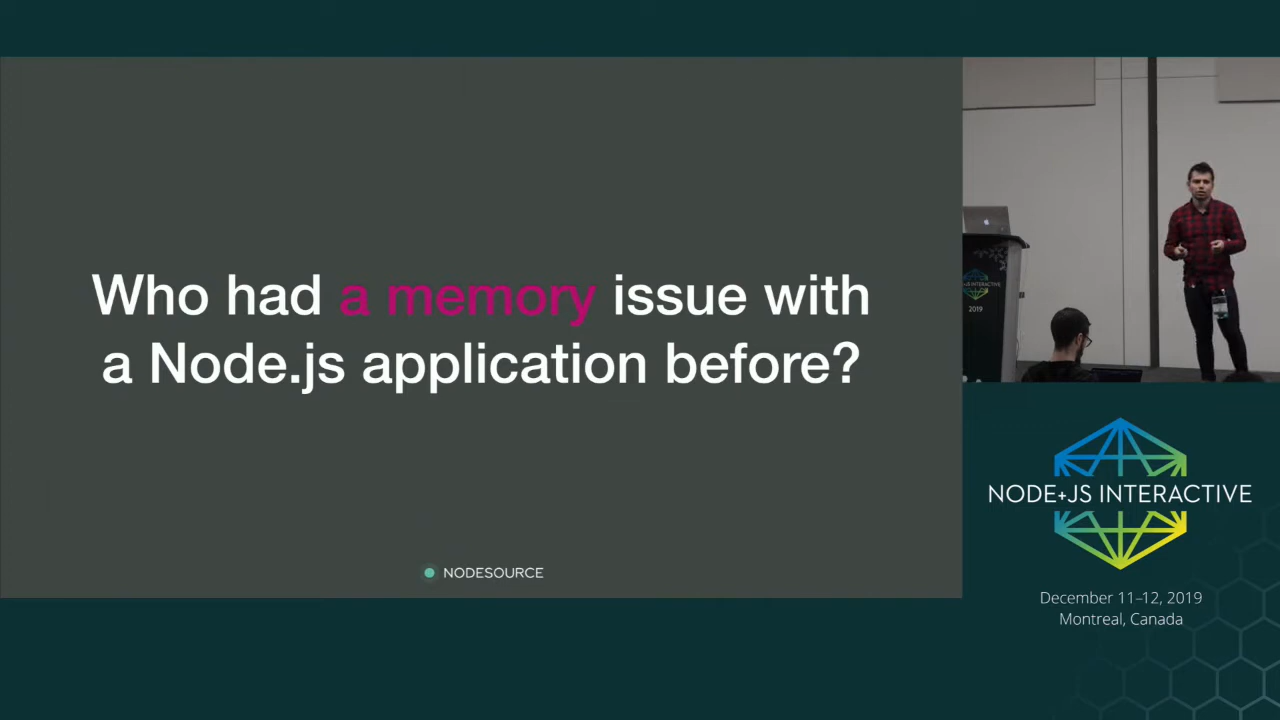 Who had a memory issue with
a Node.js application before?
NODESOURCE
2019
NODE+JS INTERACTIVE
December 11–12, 2019
Montreal, Canada